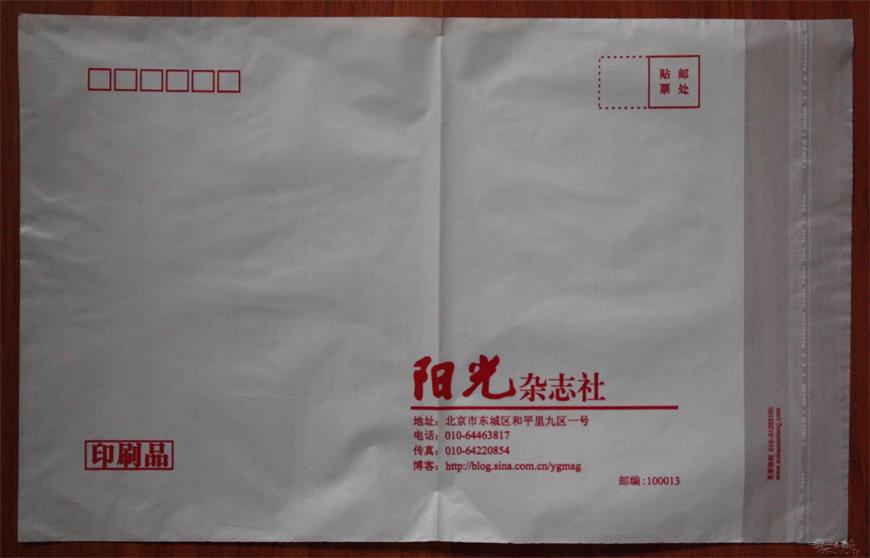 贴邮
票处
阳光杂志社
地址：北京市东城区和平里九区一号
电话：010-64463817
传真：010-64220854
博客：http://blog.sina.com.cn/ygmag
邮编:100013
印刷品